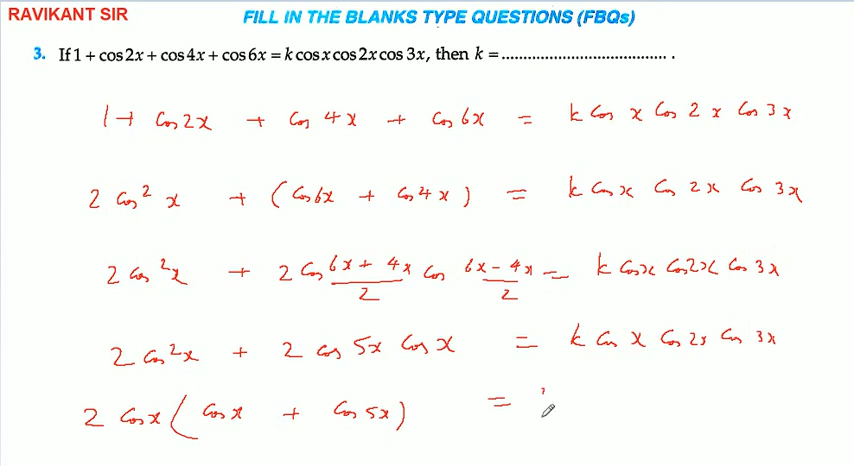 RAVIKANT SIR
FILL IN THE BLANKS TYPE QUESTIONS (FBQs)
3. If 1 + cos 2x + cos 4x + cos 6x = k cos x cos 2x cos 3x, then k = ..................................... .
1 + cos 2x + cos 4x + cos 6x = k cos x cos 2x cos 3x
2 cos² x + (cos 6x + cos 4x) = k cos x cos 2x cos 3x
2 cos² x + 2 cos (6x + 4x)/2 cos (6x - 4x)/2 = k cos x cos 2x cos 3x
2 cos² x + 2 cos 5x cos x = k cos x cos 2x cos 3x
2 cos x (cos x + cos 5x) =